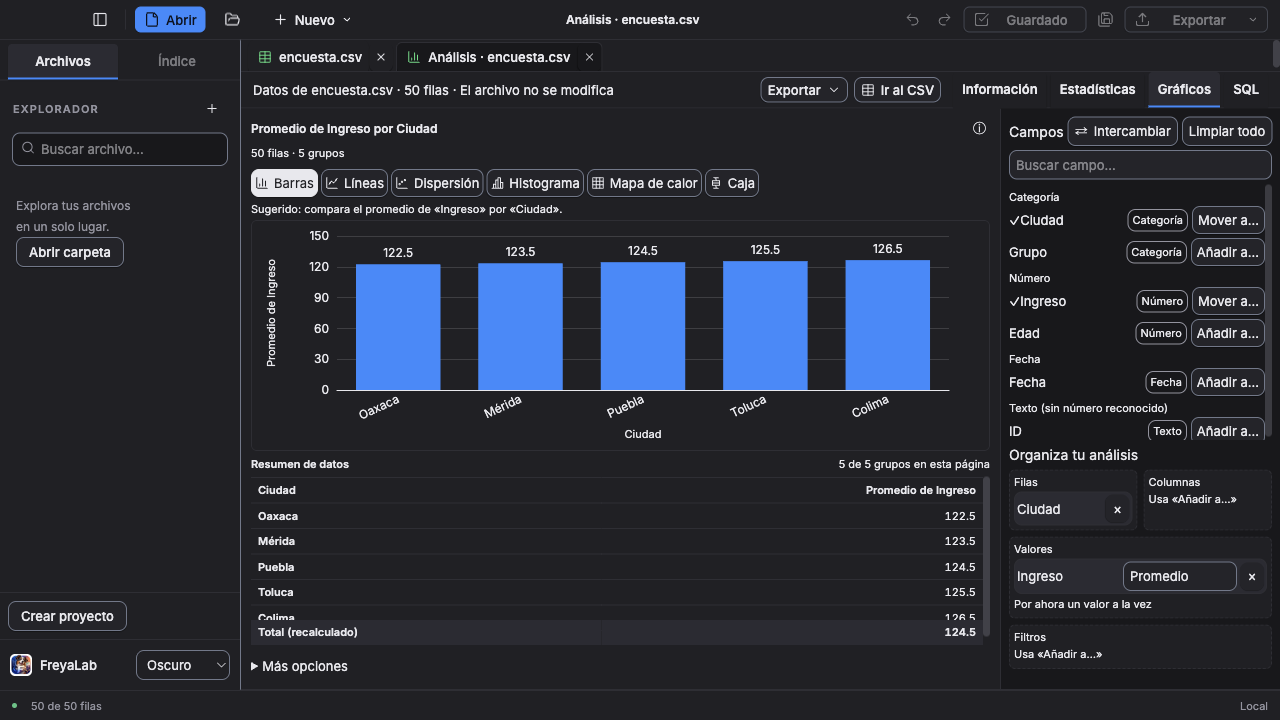 Abrir
Nuevo
Análisis · encuesta.csv
Guardado
Exportar
Archivos
Índice
encuesta.csv
Análisis · encuesta.csv
EXPLORADOR
Buscar archivo...
Explora tus archivos
en un solo lugar.
Abrir carpeta
Crear proyecto
FreyaLab
Oscuro
Datos de encuesta.csv · 50 filas · El archivo no se modifica
Exportar
Ir al CSV
Información
Estadísticas
Gráficos
SQL
Promedio de Ingreso por Ciudad
50 filas · 5 grupos
Barras
Líneas
Dispersión
Histograma
Mapa de calor
Caja
Sugerido: compara el promedio de «Ingreso» por «Ciudad».
Promedio de Ingreso
150
120
90
60
30
0
122.5
123.5
124.5
125.5
126.5
Oaxaca
Mérida
Puebla
Toluca
Colima
Ciudad
Resumen de datos
5 de 5 grupos en esta página
Ciudad Promedio de Ingreso
Oaxaca 122.5
Mérida 123.5
Puebla 124.5
Toluca 125.5
Colima 126.5
Total (recalculado) 124.5
Más opciones
Campos
Intercambiar
Limpiar todo
Buscar campo...
Categoría
✓Ciudad Categoría Mover a...
Grupo Categoría Añadir a...
Número
✓Ingreso Número Mover a...
Edad Número Añadir a...
Fecha
Fecha Fecha Añadir a...
Texto (sin número reconocido)
ID Texto Añadir a...
Organiza tu análisis
Filas
Ciudad ×
Columnas
Usa «Añadir a...»
Valores
Ingreso Promedio ×
Por ahora un valor a la vez
Filtros
Usa «Añadir a...»
50 de 50 filas
Local